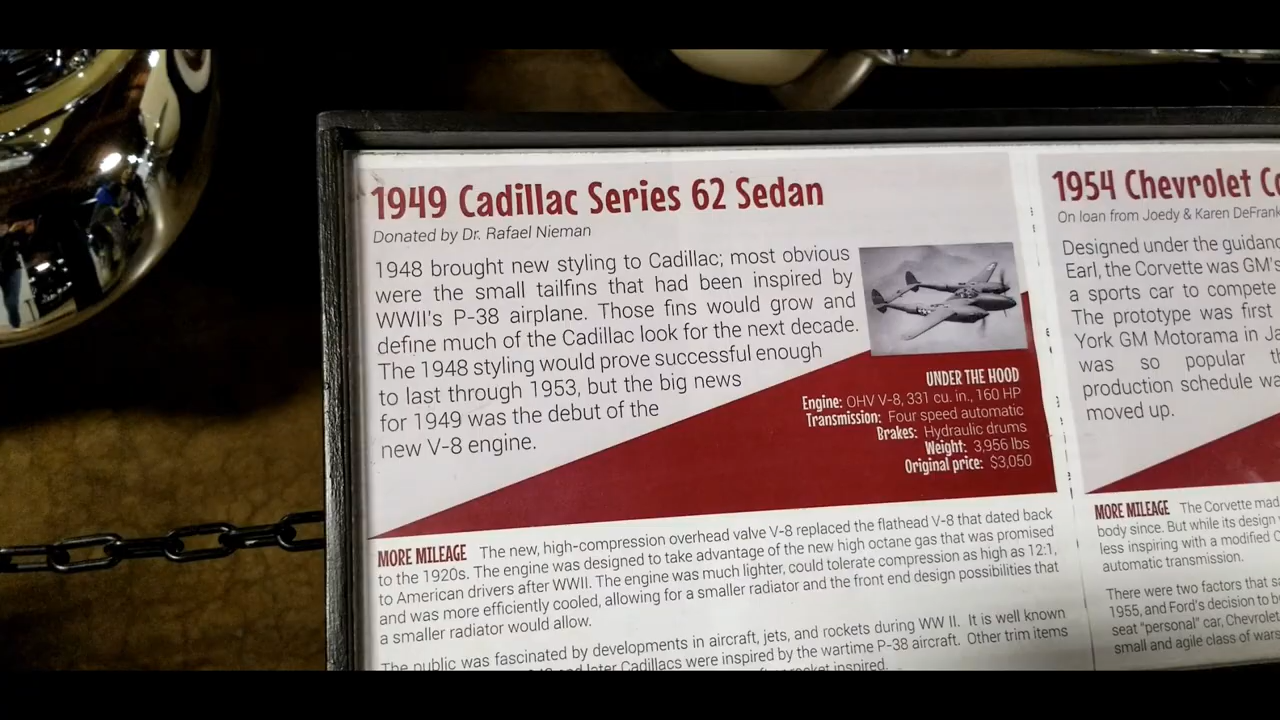 1949 Cadillac Series 62 Sedan
Donated by Dr. Rafael Nieman
1948 brought new styling to Cadillac; most obvious
were the small tailfins that had been inspired by
WWII's P-38 airplane. Those fins would grow and
define much of the Cadillac look for the next decade.
The 1948 styling would prove successful enough
to last through 1953, but the big news
for 1949 was the debut of the
new V-8 engine.
UNDER THE HOOD
Engine: OHV V-8, 331 cu. in., 160 HP
Transmission: Four speed automatic
Brakes: Hydraulic drums
Weight: 3,956 lbs
Original price: $3,050
MORE MILEAGE The new, high-compression overhead valve V-8 replaced the flathead V-8 that dated back
to the 1920s. The engine was designed to take advantage of the new high octane gas that was promised
to American drivers after WWII. The engine was much lighter, could tolerate compression as high as 12:1,
and was more efficiently cooled, allowing for a smaller radiator and the front end design possibilities that
a smaller radiator would allow.
The public was fascinated by developments in aircraft, jets, and rockets during WW II. It is well known
and later Cadillacs were inspired by the wartime P-38 aircraft. Other trim items
rocket inspired.
1954 Chevrolet
On loan from Joedy & Karen
Designed under the
Earl, the Corvette was GM's
a sports car to compete
The prototype was first
York GM Motorama in
was so popular
production schedule
moved up.
MORE MILEAGE The Corvette
body since. But while its design
less inspiring with a modified
automatic transmission.
There were two factors that
1955, and Ford's decision to
seat "personal" car,
small and agile class of